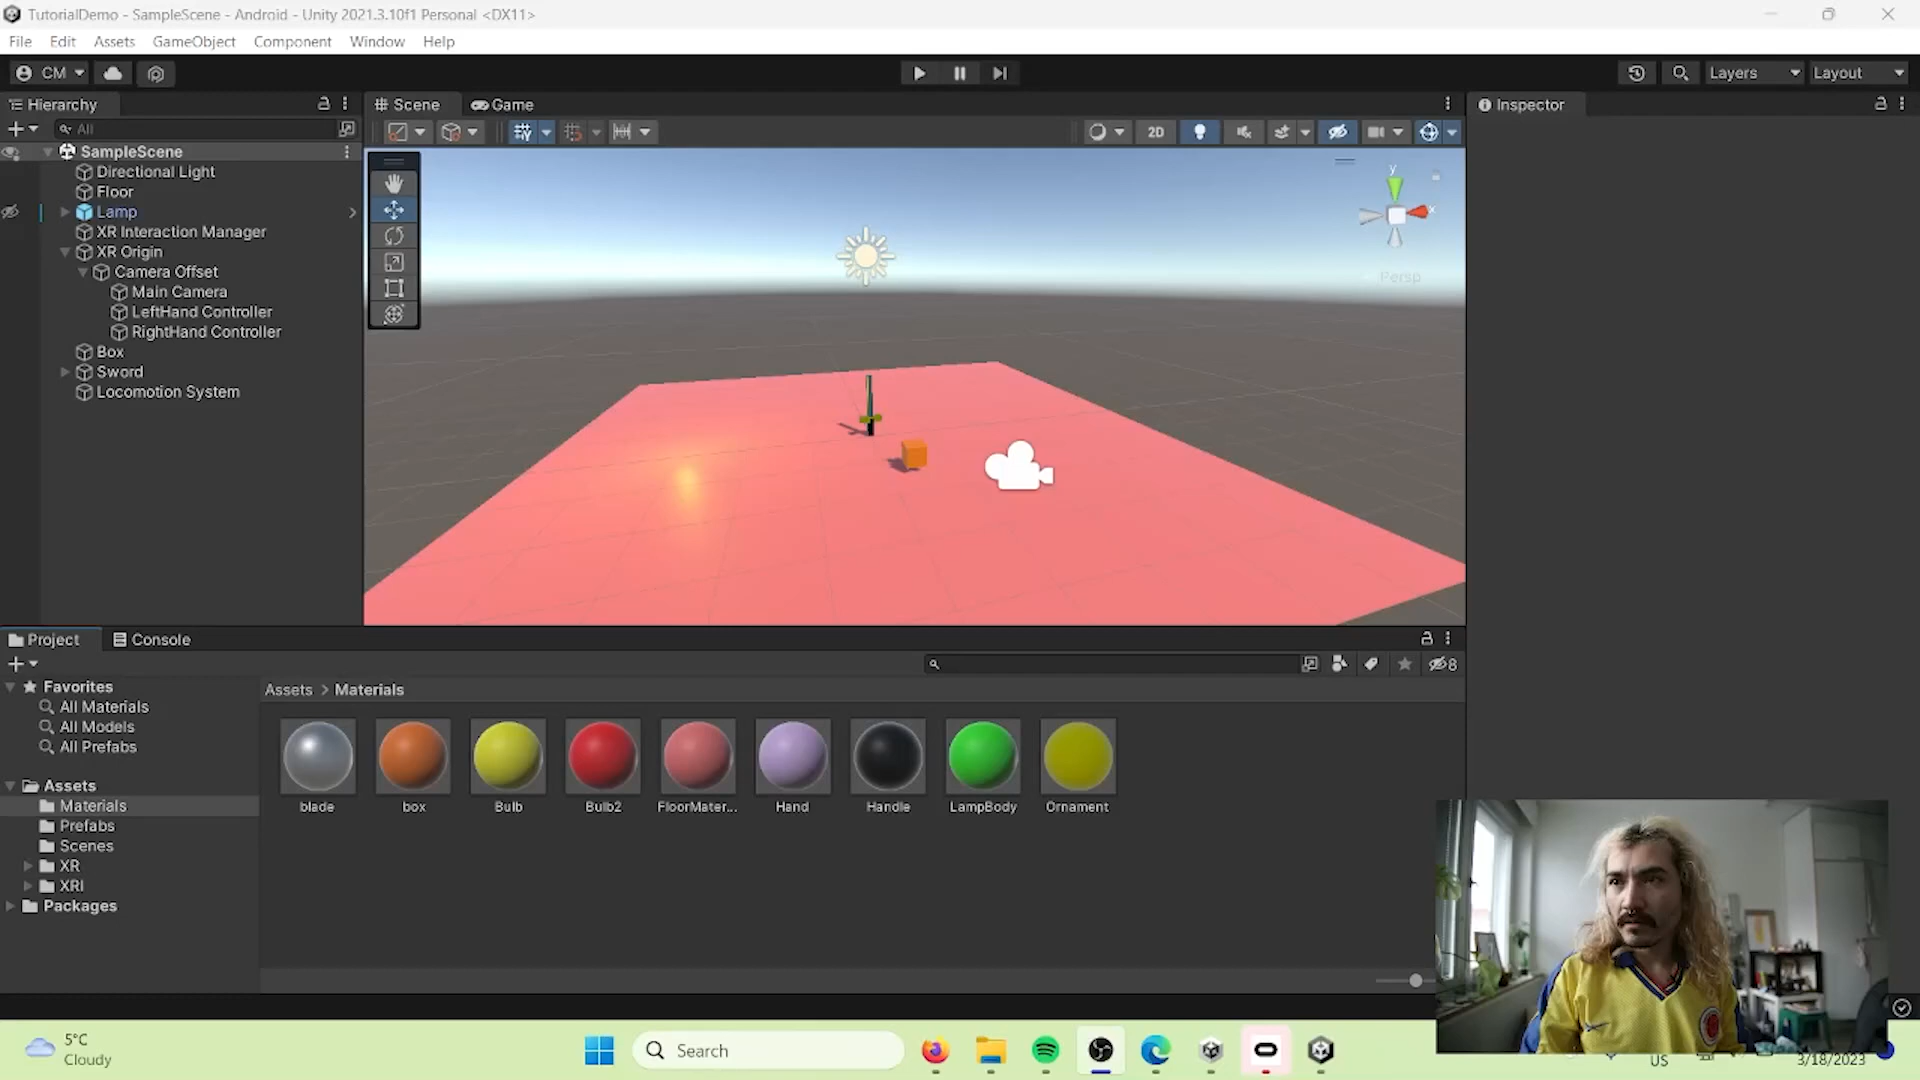 TutorialDemo - SampleScene - Android - Unity 2021.3.10f1 Personal <DX11>
File Edit Assets GameObject Component Window Help
CM Layers Layout
Hierarchy
All
SampleScene
Directional Light
Floor
Lamp
XR Interaction Manager
XR Origin
Camera Offset
Main Camera
LeftHand Controller
RightHand Controller
Box
Sword
Locomotion System
Scene Game
2D
y
x
Persp
Inspector
Project Console
8
Favorites
All Materials
All Models
All Prefabs
Assets
Materials
Prefabs
Scenes
XR
XRI
Packages
Assets > Materials
blade box Bulb Bulb2 FloorMater... Hand Handle LampBody Ornament
5°C
Cloudy
Search
US
3/18/2023